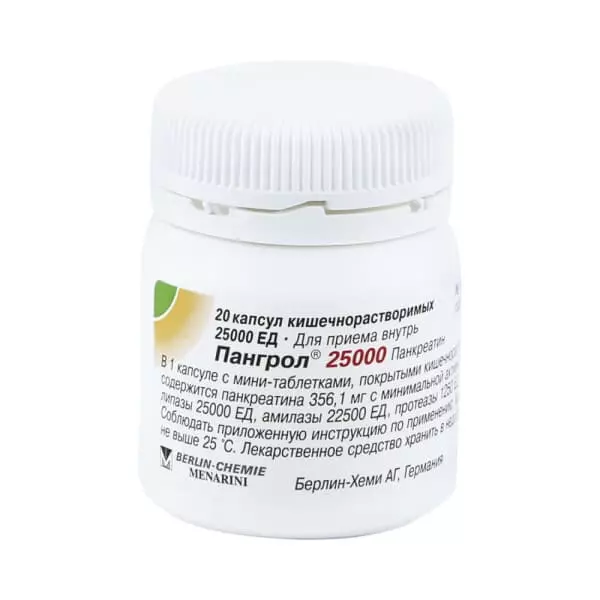 20 капсул кишечнорастворимых
25000 ЕД · Для приема внутрь
Пангрол® 25000 Панкреатин
В 1 капсуле с мини-таблетками, покрытыми
содержится панкреатина 356,1 мг с минимальной
липазы 25000 ЕД, амилазы 22500 ЕД, протеазы
Соблюдать приложенную инструкцию по применению.
не выше 25 °С. Лекарственное средство хранить в
BERLIN-CHEMIE
MENARINI
Берлин-Хеми АГ, Германия